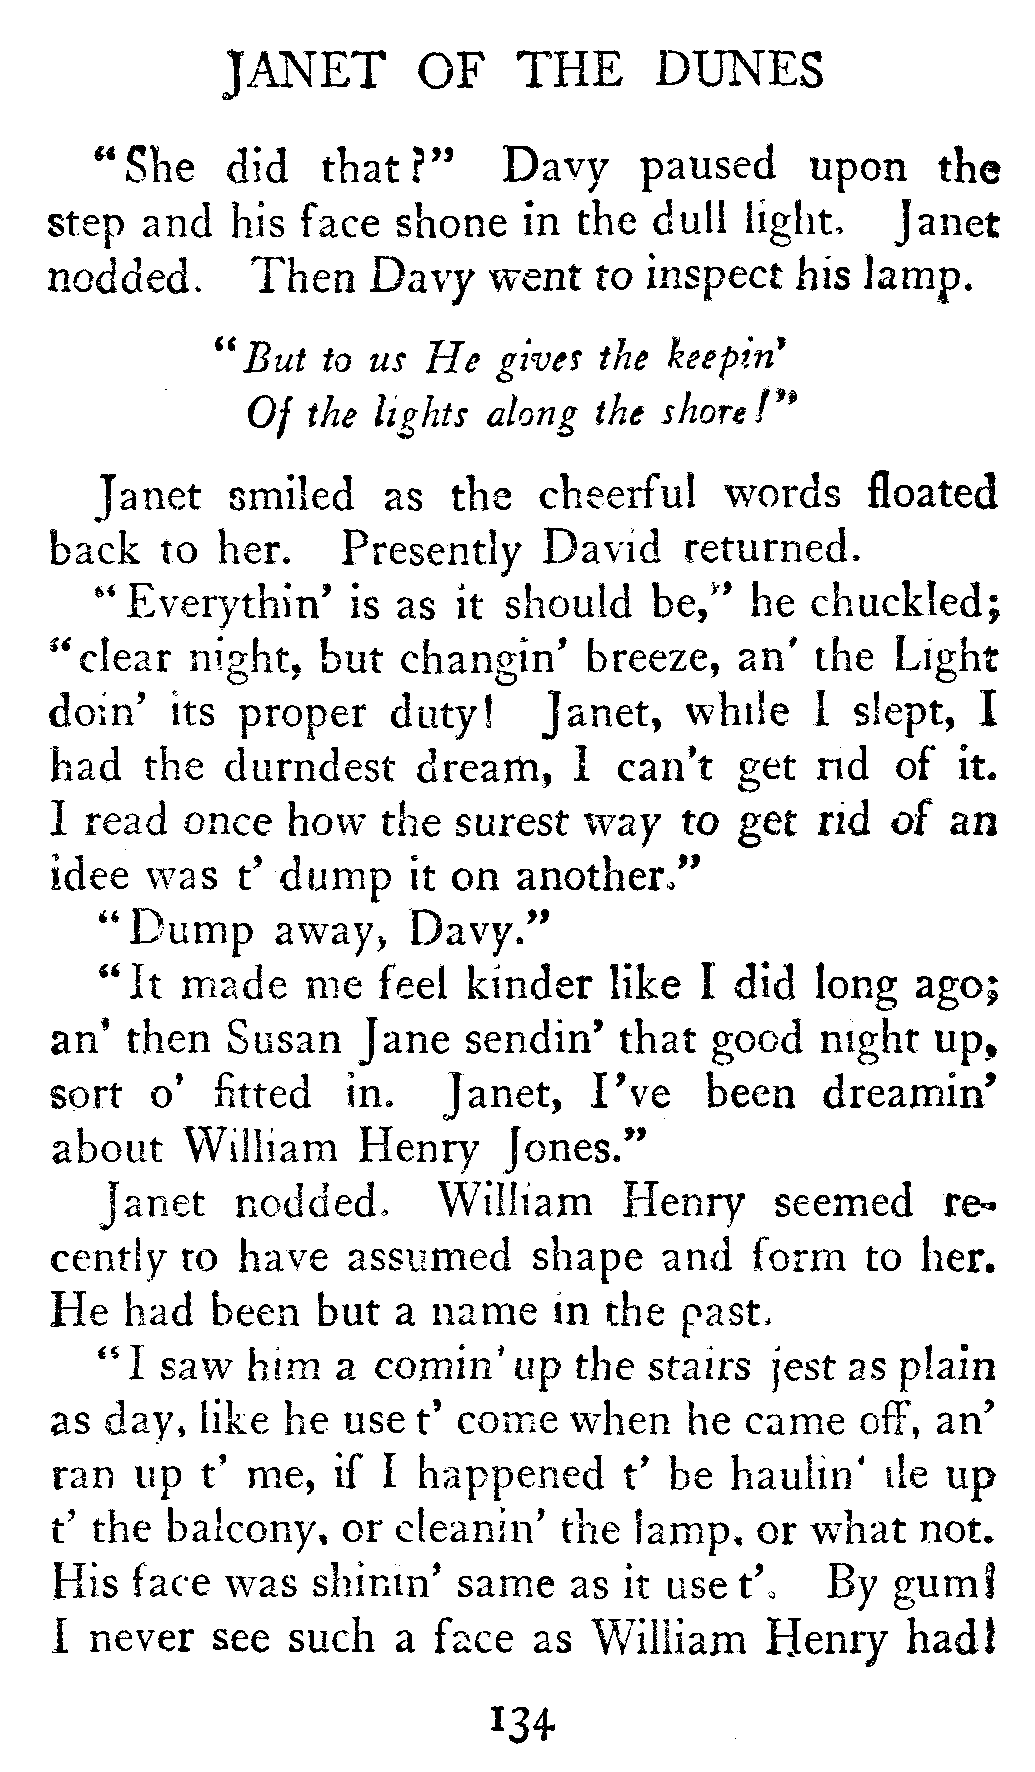 JANET OF THE DUNES
"She did that?" Davy paused upon the
step and his face shone in the dull light. Janet
nodded. Then Davy went to inspect his lamp.
"But to us He gives the keepin'
Of the lights along the shore!"
Janet smiled as the cheerful words floated
back to her. Presently David returned.
"Everythin' is as it should be," he chuckled;
"clear night, but changin' breeze, an' the Light
doin' its proper duty! Janet, while I slept, I
had the durndest dream, I can't get rid of it.
I read once how the surest way to get rid of an
idee was t' dump it on another."
"Dump away, Davy."
"It made me feel kinder like I did long ago;
an' then Susan Jane sendin' that good night up,
sort o' fitted in. Janet, I've been dreamin'
about William Henry Jones."
Janet nodded. William Henry seemed re-
cently to have assumed shape and form to her.
He had been but a name in the past.
"I saw him a comin' up the stairs jest as plain
as day, like he use t' come when he came off, an'
ran up t' me, if I happened t' be haulin' ile up
t' the balcony, or cleanin' the lamp, or what not.
His face was shinin' same as it use t'. By gum!
I never see such a face as William Henry had!
134